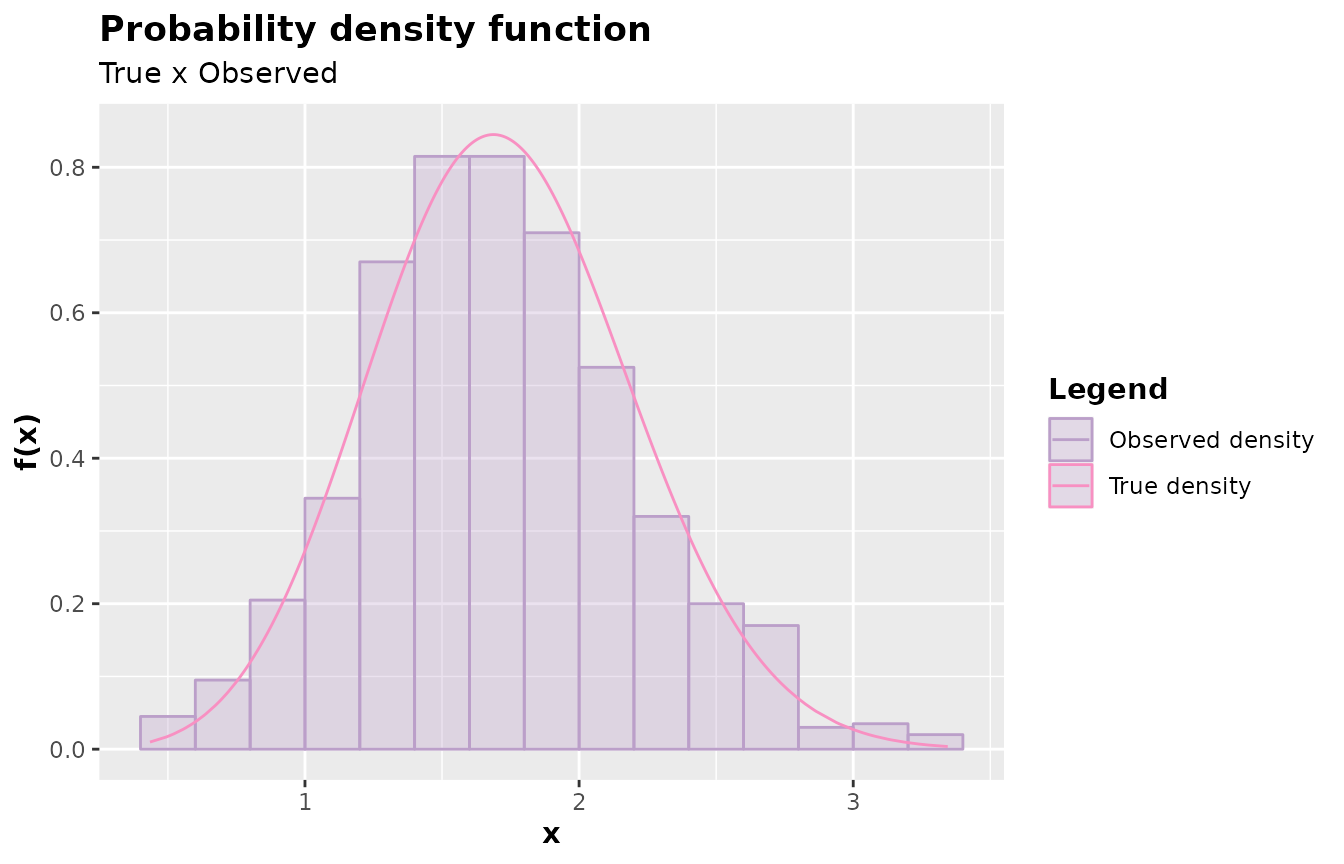 Probability density function
True x Observed
0.8
0.6
0.4
0.2
0.0
f(x)
1 2 3
x
Legend
Observed density
True density